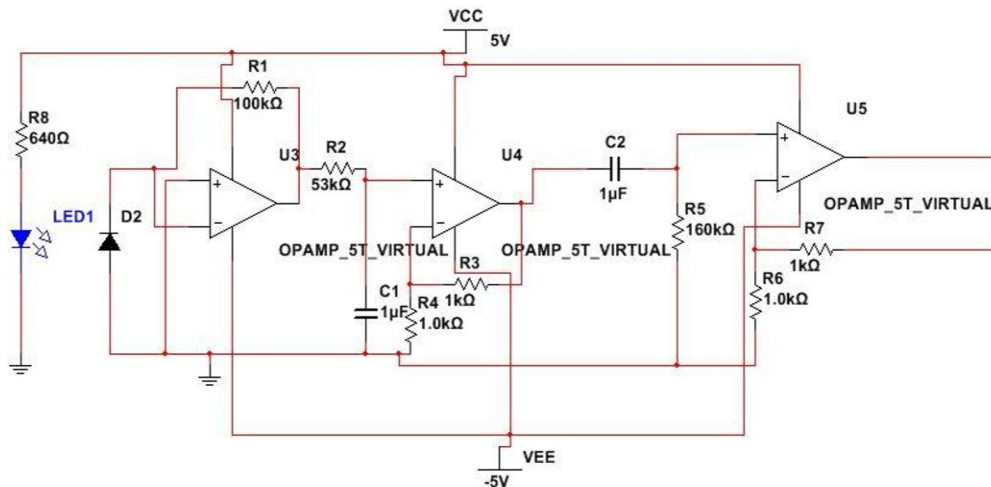 VCC
5V
R1
100kΩ
R8
640Ω
LED1
D2
U3
R2
53kΩ
U4
C2
1µF
U5
R5
160kΩ
OPAMP_5T_VIRTUAL
OPAMP_5T_VIRTUAL
OPAMP_5T_VIRTUAL
R7
1kΩ
R3
1kΩ
C1
1µF
R4
1.0kΩ
R6
1.0kΩ
VEE
-5V